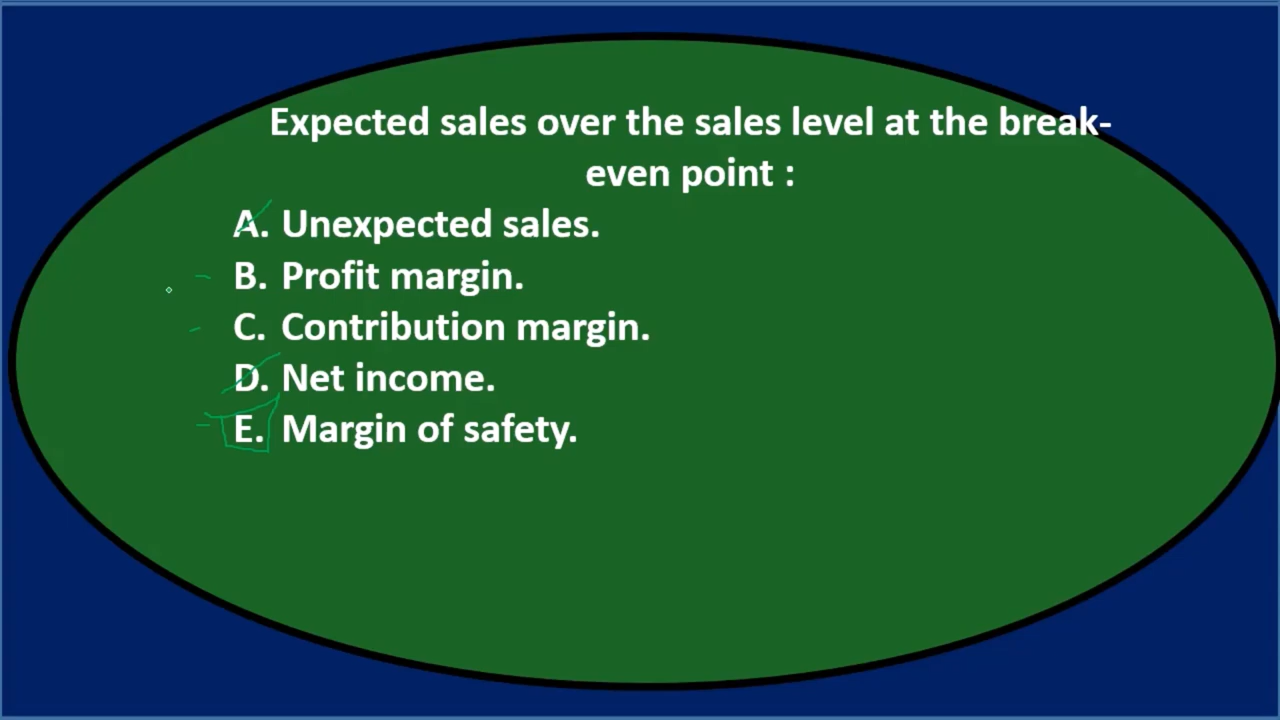 Expected sales over the sales level at the break-
even point :
A. Unexpected sales.
B. Profit margin.
C. Contribution margin.
D. Net income.
E. Margin of safety.